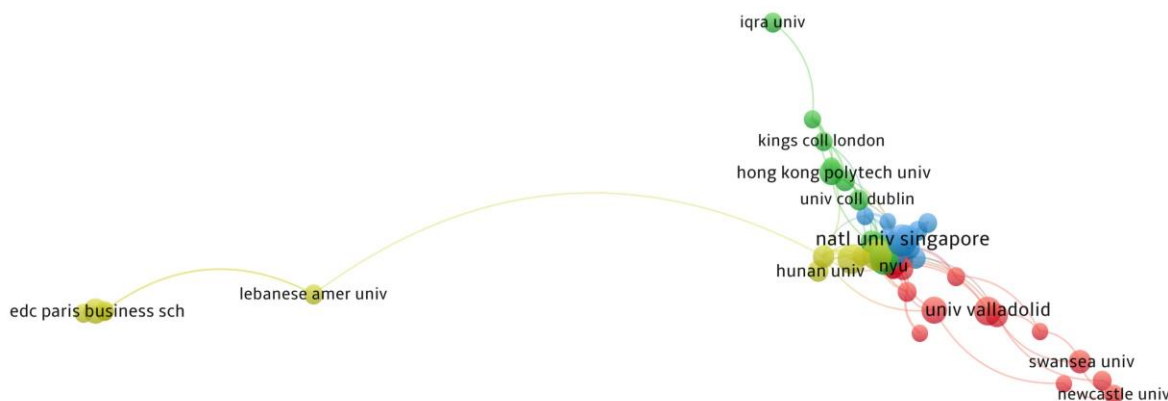 iqra univ
kings coll london
hong kong polytech univ
univ coll dublin
natl univ singapore
hunan univ
nyu
lebanese amer univ
edc paris business sch
univ valladolid
swansea univ
newcastle univ